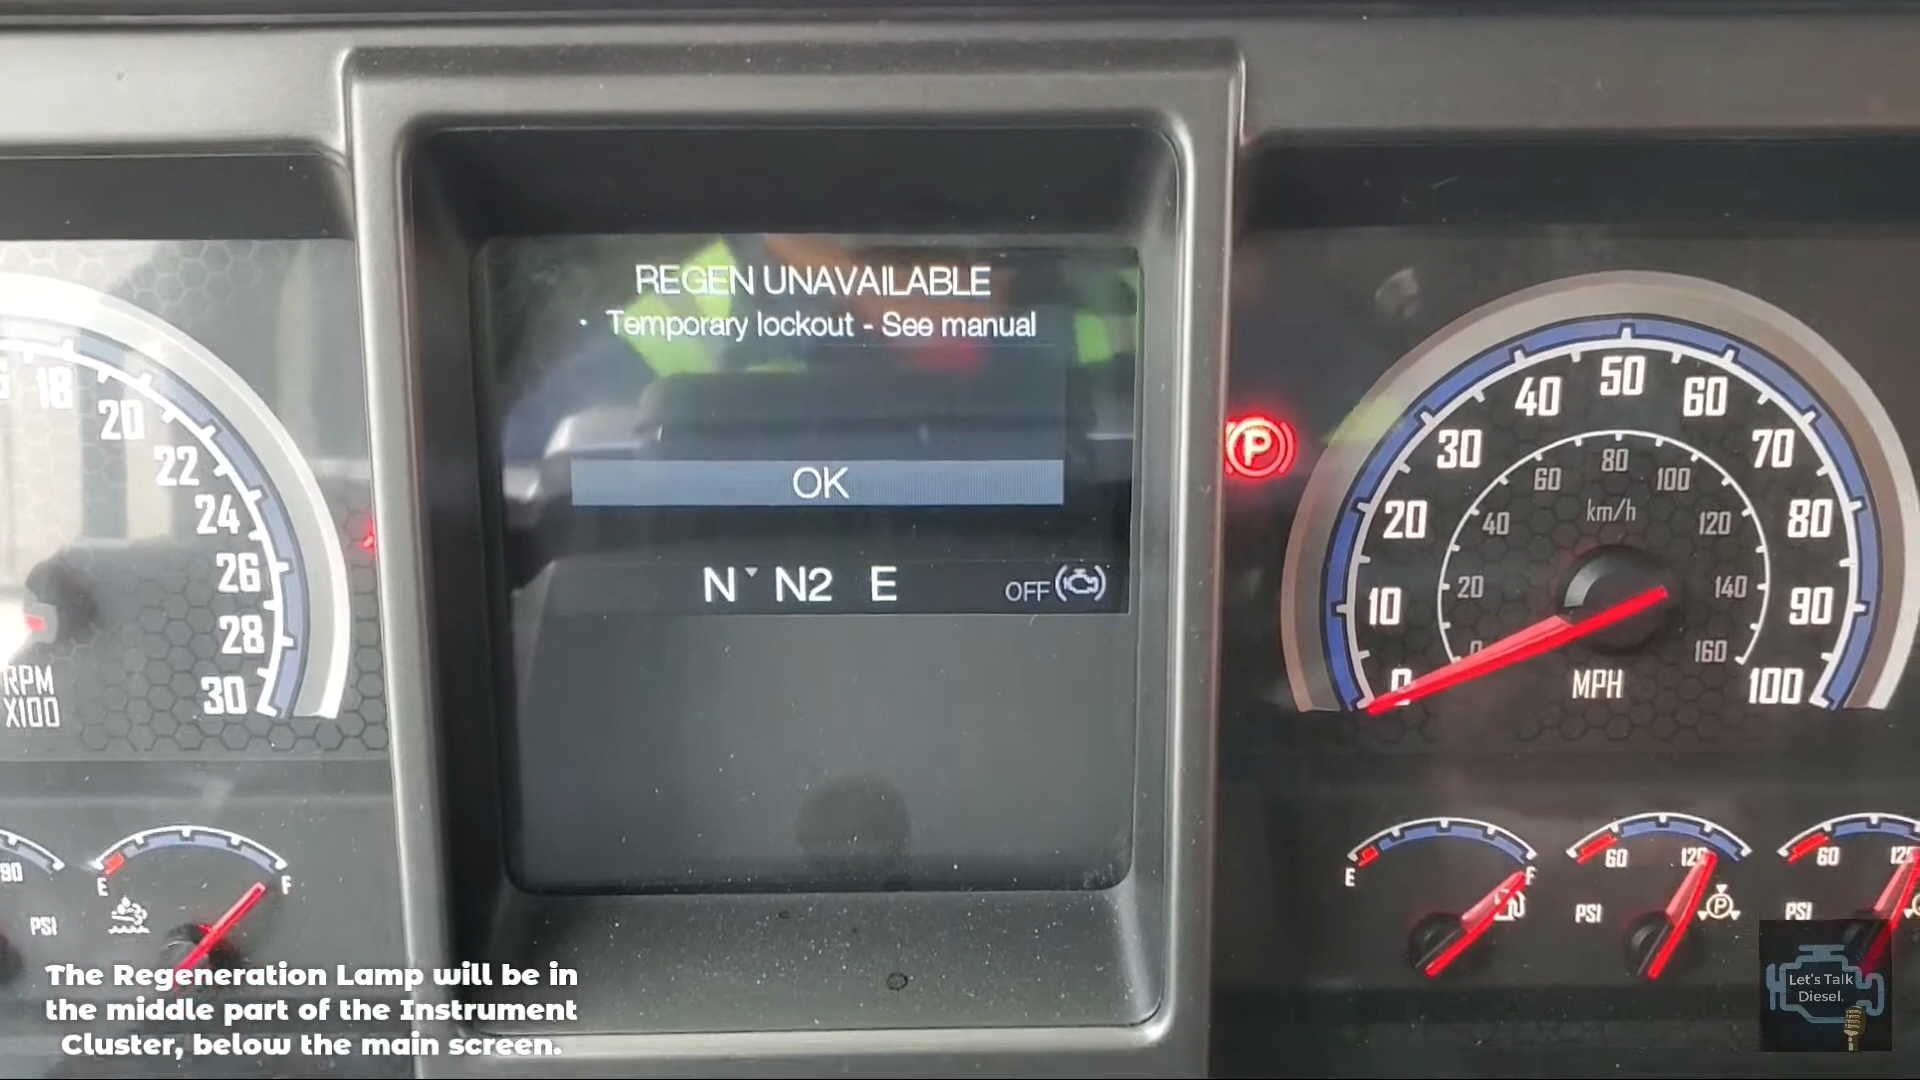 REGEN UNAVAILABLE
· Temporary lockout - See manual
OK
N N2 E OFF
18
20
22
24
26
28
30
RPM
X100
90
PSI
E F
P
0 10 20 30 40 50 60 70 80 90 100
20 40 60 80 100 120 140 160
km/h
MPH
E F
60 120
PSI
P
60 120
PSI
The Regeneration Lamp will be in
the middle part of the Instrument
Cluster, below the main screen.
Let's Talk
Diesel.